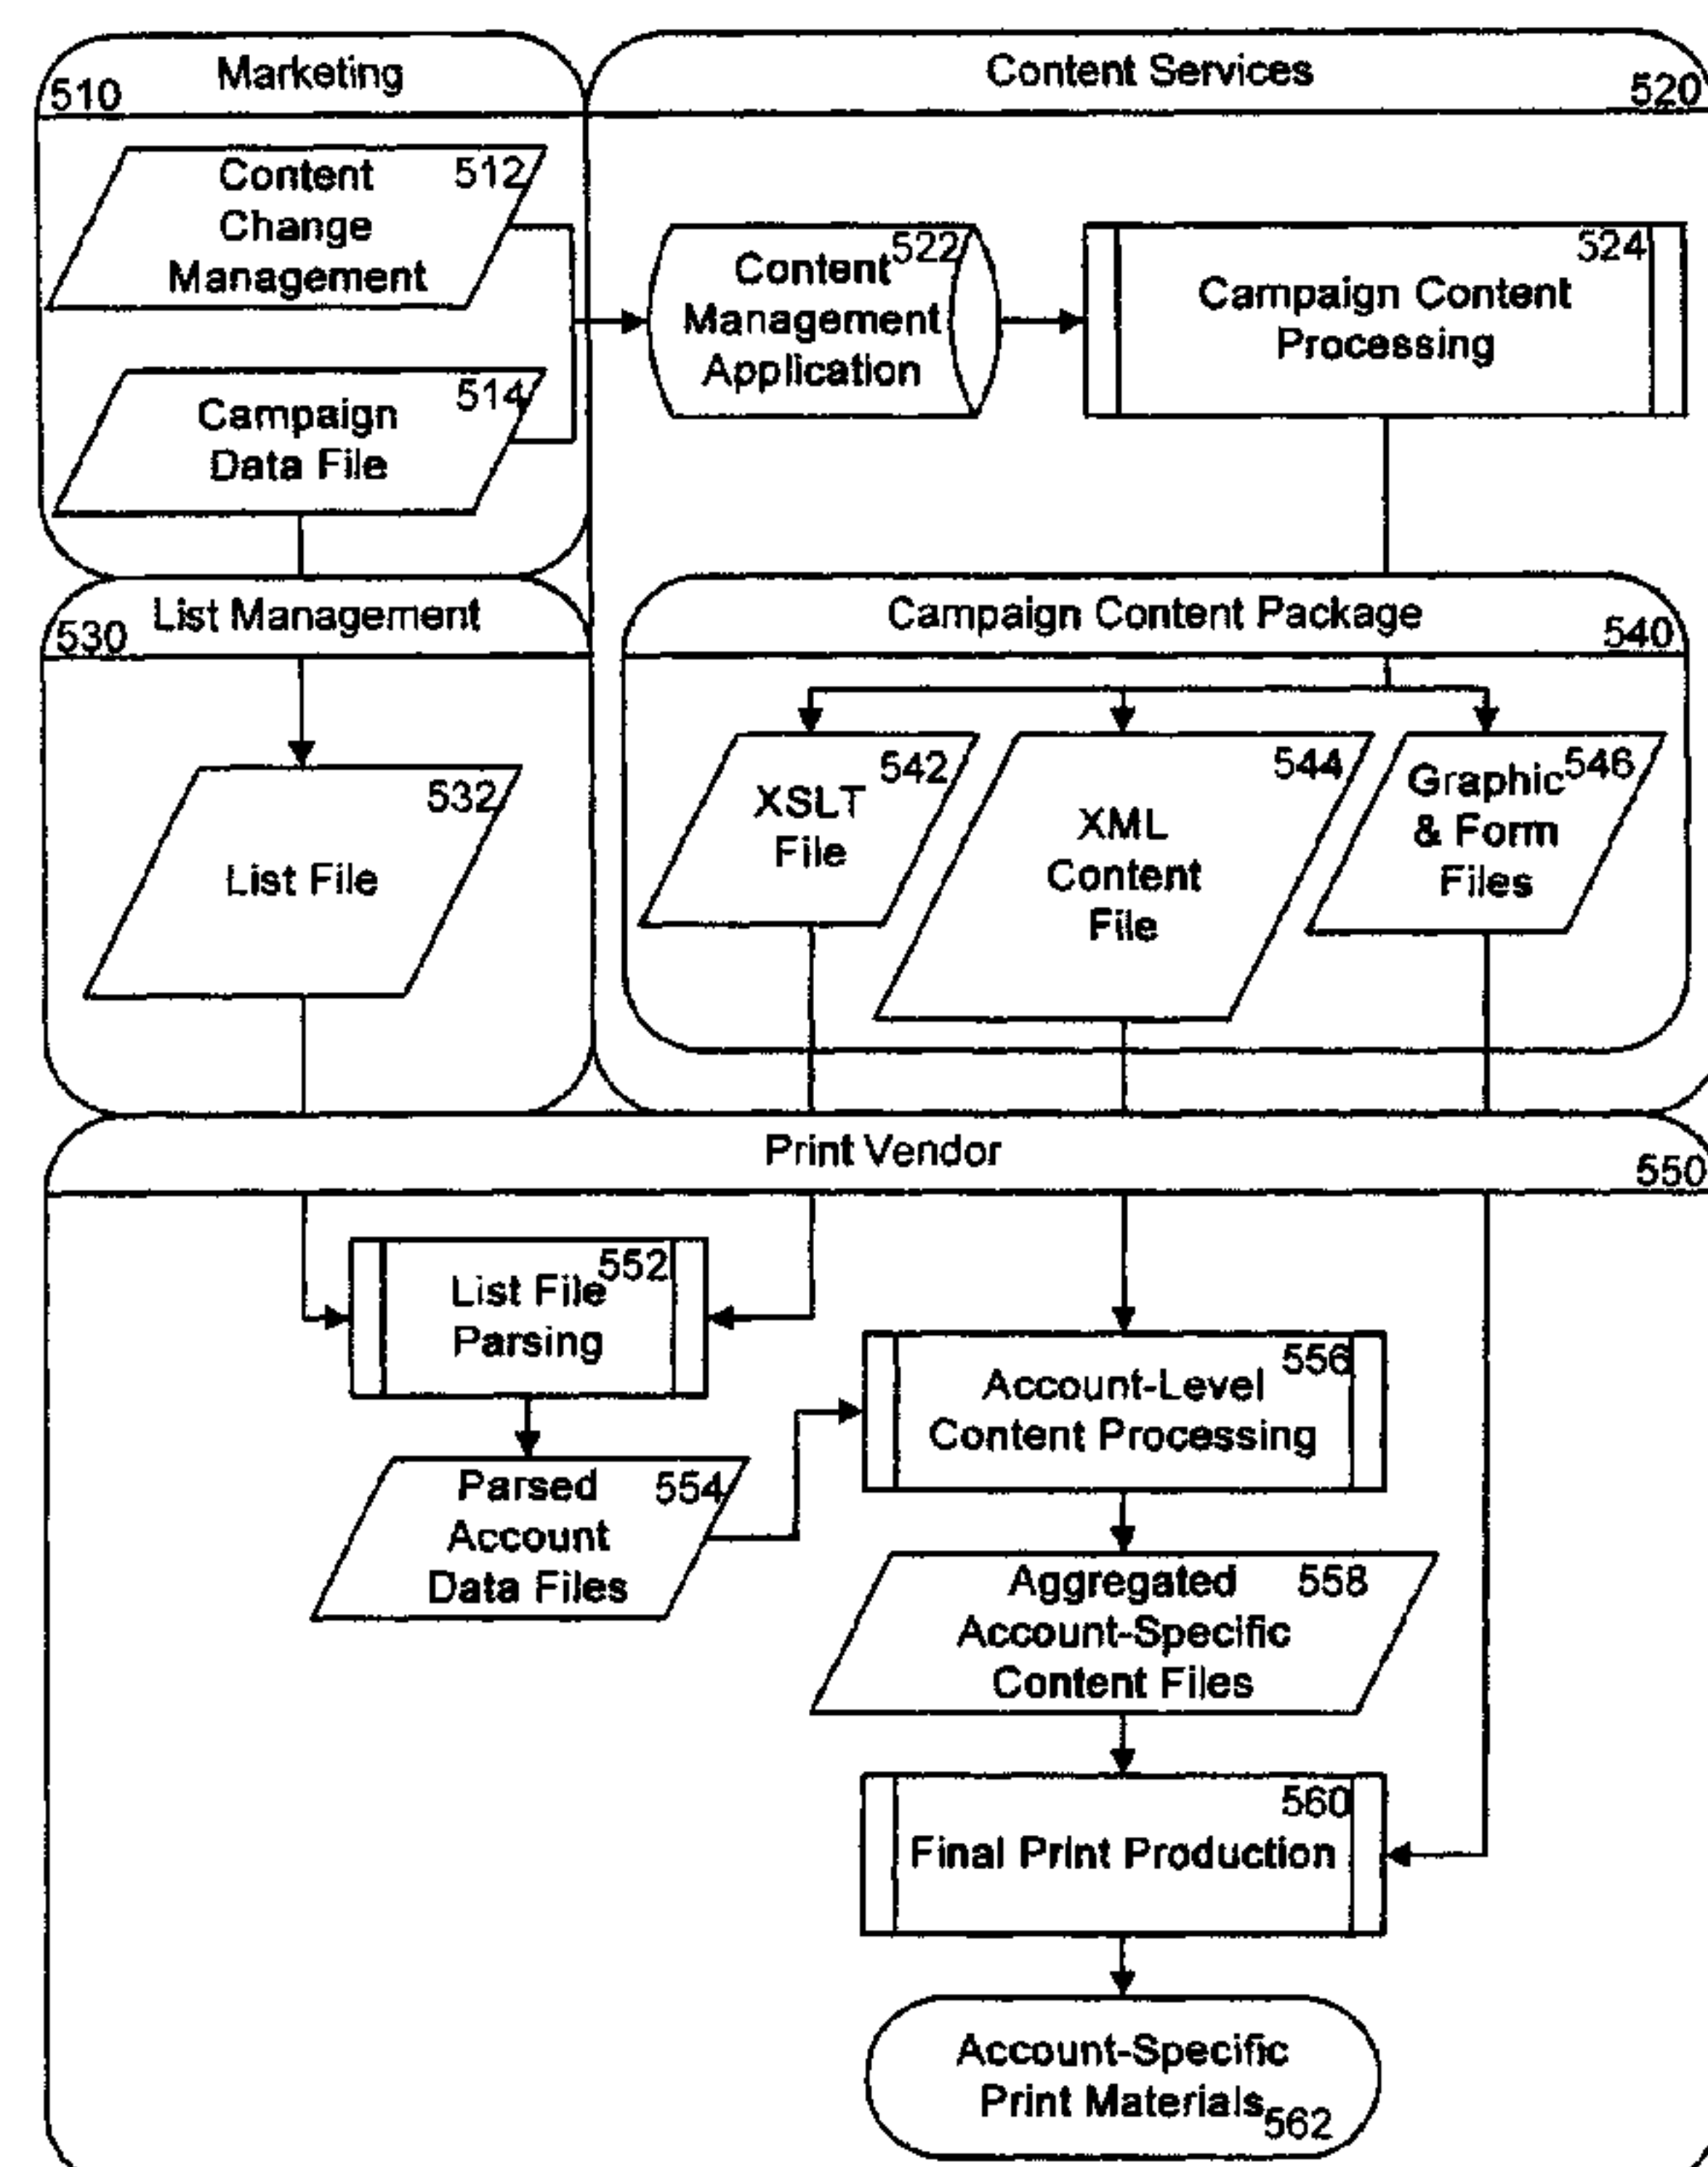 Marketing
510
Content Services
520
Content
Change
Management
512
Campaign
Data File
514
Content
Management
Application
522
Campaign Content
Processing
524
List Management
530
List File
532
Campaign Content Package
540
XSLT
File
542
XML
Content
File
544
Graphic
& Form
Files
546
Print Vendor
550
List File
Parsing
552
Parsed
Account
Data Files
554
Account-Level
Content Processing
556
Aggregated
Account-Specific
Content Files
558
Final Print Production
560
Account-Specific
Print Materials
562